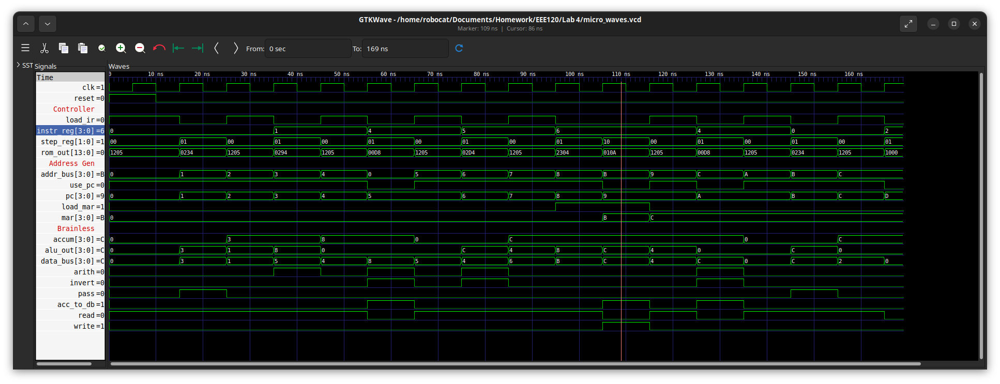 GTKWave - /home/robocat/Documents/Homework/EEE120/Lab 4/micro_waves.vcd
Marker: 109 ns | Cursor: 86 ns
From: 0 sec To: 169 ns
SST Signals Waves
Time 0 10 ns 20 ns 30 ns 40 ns 50 ns 60 ns 70 ns 80 ns 90 ns 100 ns 110 ns 120 ns 130 ns 140 ns 150 ns 160 ns
clk=1
reset=0
Controller
load_ir=0
instr_reg[3:0]=6 0 1 4 5 6 4 0 2
step_reg[1:0]=1 00 01 00 01 00 01 00 01 00 01 10 00 01 00 01 00 01
rom_out[13:0]=0 1205 0234 1205 0294 1205 00D8 1205 02D4 1205 2304 010A 1205 00D8 1205 0234 1205 1000
Address Gen
addr_bus[3:0]=B 0 1 2 3 4 0 5 6 7 8 B 9 C A B C
use_pc=0
pc[3:0]=9 0 1 2 3 4 5 6 7 8 9 A B C D
load_mar=1
mar[3:0]=B 0 B C
Brainless
accum[3:0]=C 0 3 8 0 C 0 C
alu_out[3:0]=C 0 3 1 8 0 C 4 8 C 4 0 C 0
data_bus[3:0]=C 0 3 1 5 4 8 5 4 6 B C 4 C 0 C 2 0
arith=0
invert=0
pass=0
acc_to_db=1
read=0
write=1